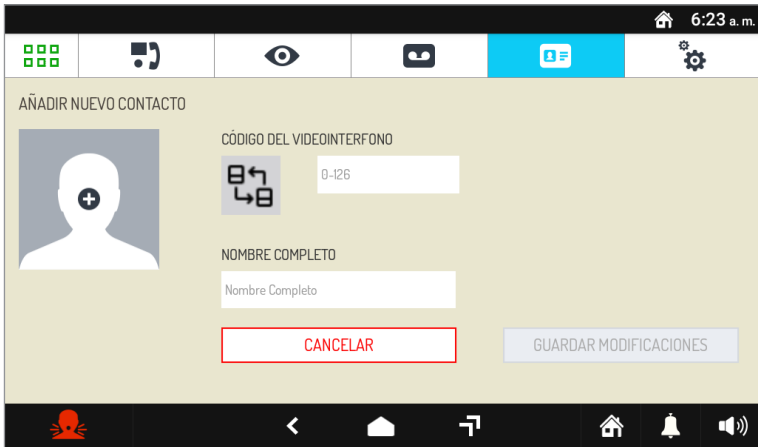 6:23 a. m.
AÑADIR NUEVO CONTACTO
CÓDIGO DEL VIDEOINTERFONO
0-126
NOMBRE COMPLETO
Nombre Completo
CANCELAR
GUARDAR MODIFICACIONES